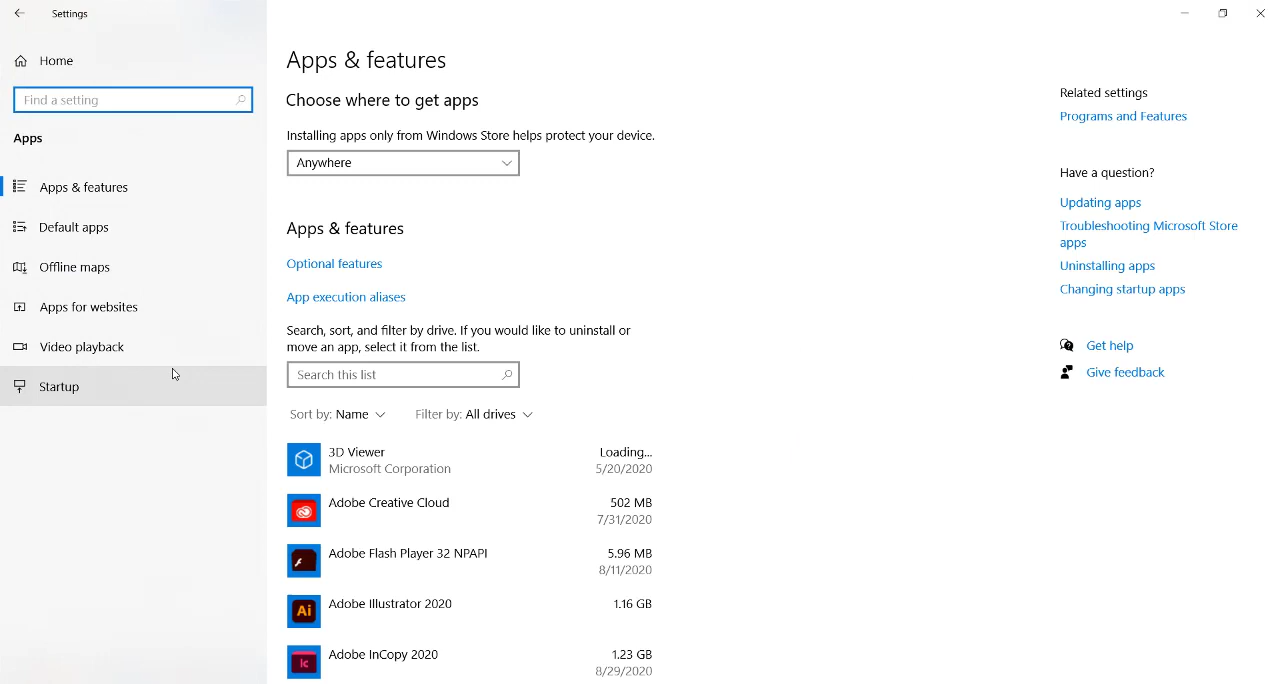 Settings
Home
Find a setting
Apps
Apps & features
Default apps
Offline maps
Apps for websites
Video playback
Startup
Apps & features
Choose where to get apps
Installing apps only from Windows Store helps protect your device.
Anywhere
Apps & features
Optional features
App execution aliases
Search, sort, and filter by drive. If you would like to uninstall or
move an app, select it from the list.
Search this list
Sort by: Name Filter by: All drives
3D Viewer Loading...
Microsoft Corporation 5/20/2020
Adobe Creative Cloud 502 MB
7/31/2020
Adobe Flash Player 32 NPAPI 5.96 MB
8/11/2020
Ai Adobe Illustrator 2020 1.16 GB
Adobe InCopy 2020 1.23 GB
Ic 8/29/2020
Related settings
Programs and Features
Have a question?
Updating apps
Troubleshooting Microsoft Store
apps
Uninstalling apps
Changing startup apps
Get help
Give feedback